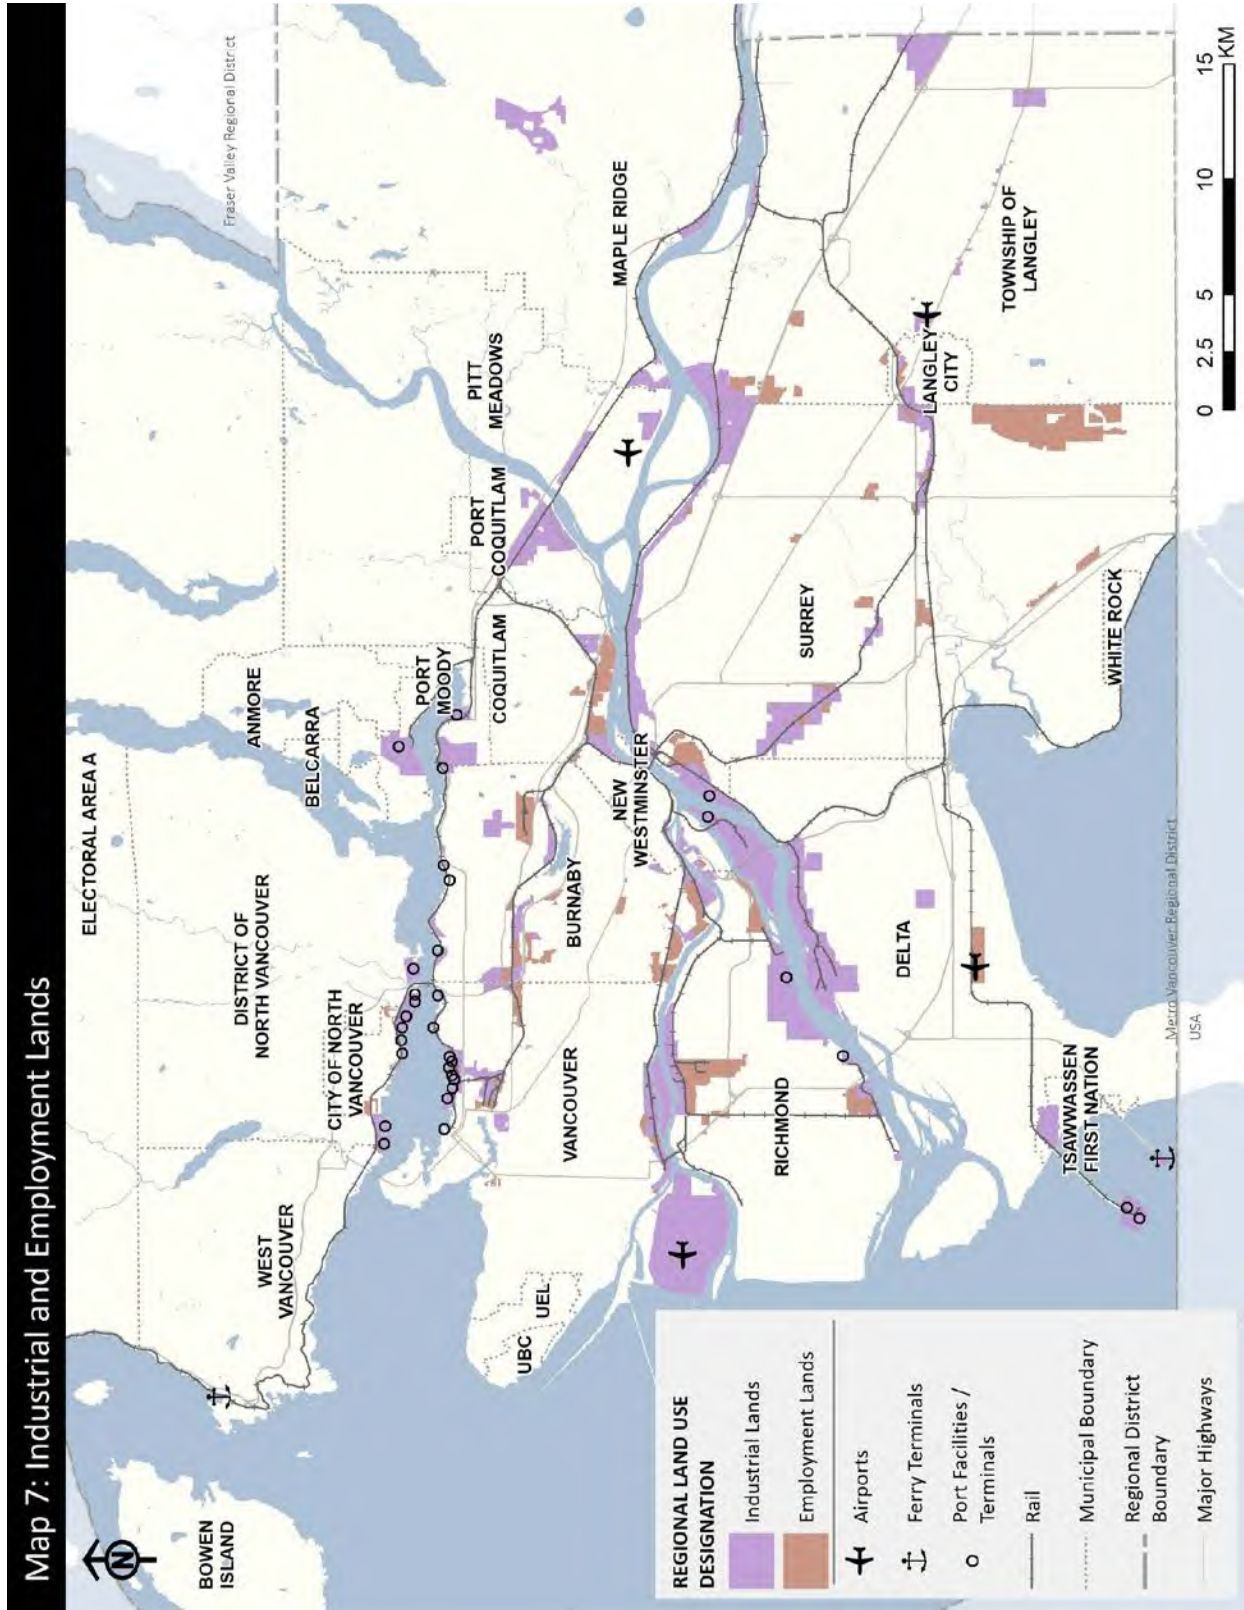 Map 7: Industrial and Employment Lands
N
BOWEN
ISLAND
ELECTORAL AREA A
Fraser Valley Regional District
WEST
VANCOUVER
DISTRICT OF
NORTH VANCOUVER
CITY OF NORTH
VANCOUVER
ANMORE
BELCARRA
PORT
MOODY
COQUITLAM
PORT
COQUITLAM
PITT
MEADOWS
MAPLE RIDGE
UBC
UEL
VANCOUVER
BURNABY
NEW
WESTMINSTER
RICHMOND
DELTA
SURREY
LANGLEY
CITY
TOWNSHIP OF
LANGLEY
WHITE ROCK
TSAWWASSEN
FIRST NATION
Metro Vancouver Regional District
USA
REGIONAL LAND USE
DESIGNATION
Industrial Lands
Employment Lands
Airports
Ferry Terminals
Port Facilities /
Terminals
Rail
Municipal Boundary
Regional District
Boundary
Major Highways
0 2.5 5 10 15
KM